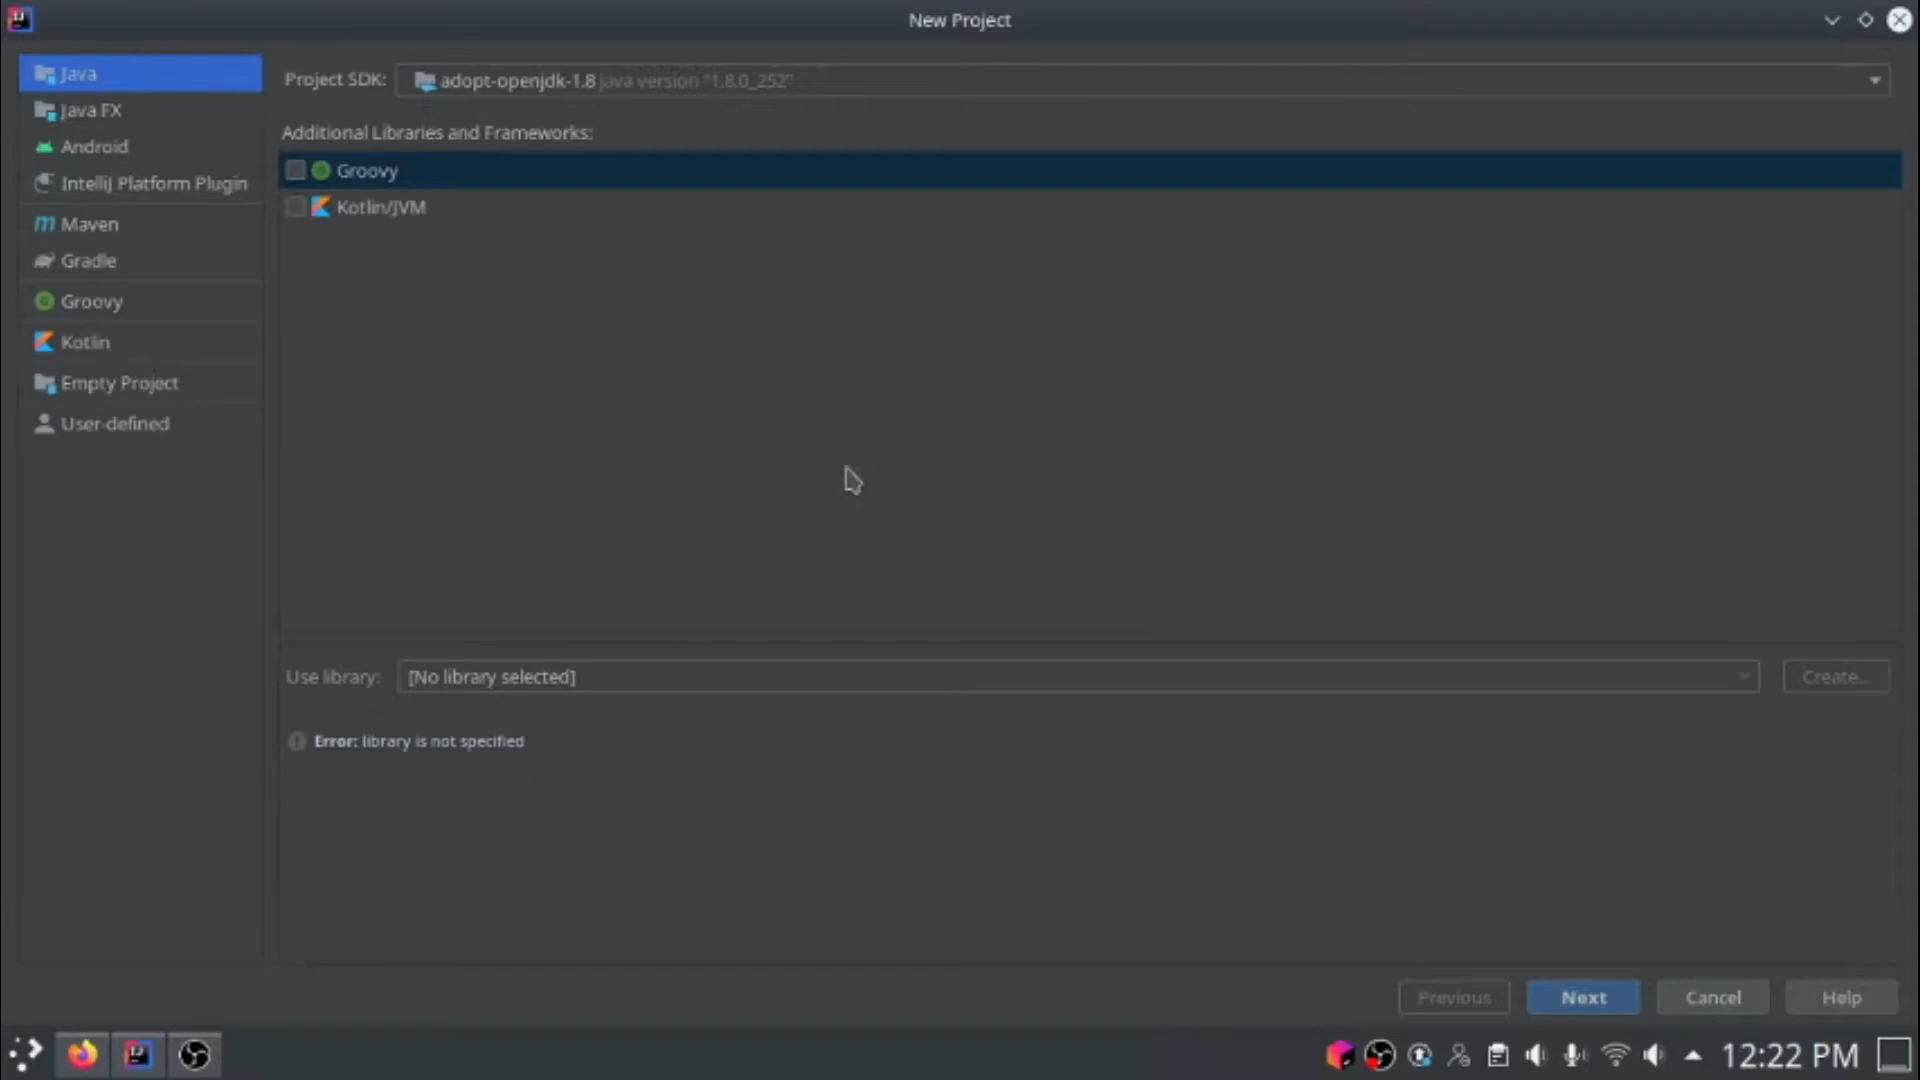 New Project
Java
Java FX
Android
IntelliJ Platform Plugin
Maven
Gradle
Groovy
Kotlin
Empty Project
User-defined
Project SDK: adopt-openjdk-1.8 java version "1.8.0_252"
Additional Libraries and Frameworks:
Groovy
Kotlin/JVM
Use library: [No library selected] Create...
Error: library is not specified
Previous Next Cancel Help
12:22 PM